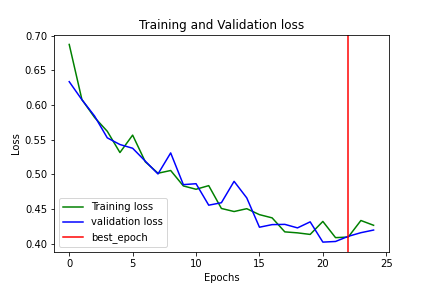 Training and Validation loss
0.70
0.65
0.60
0.55
0.50
0.45
0.40
Loss
Training loss
validation loss
best_epoch
0 5 10 15 20 25
Epochs